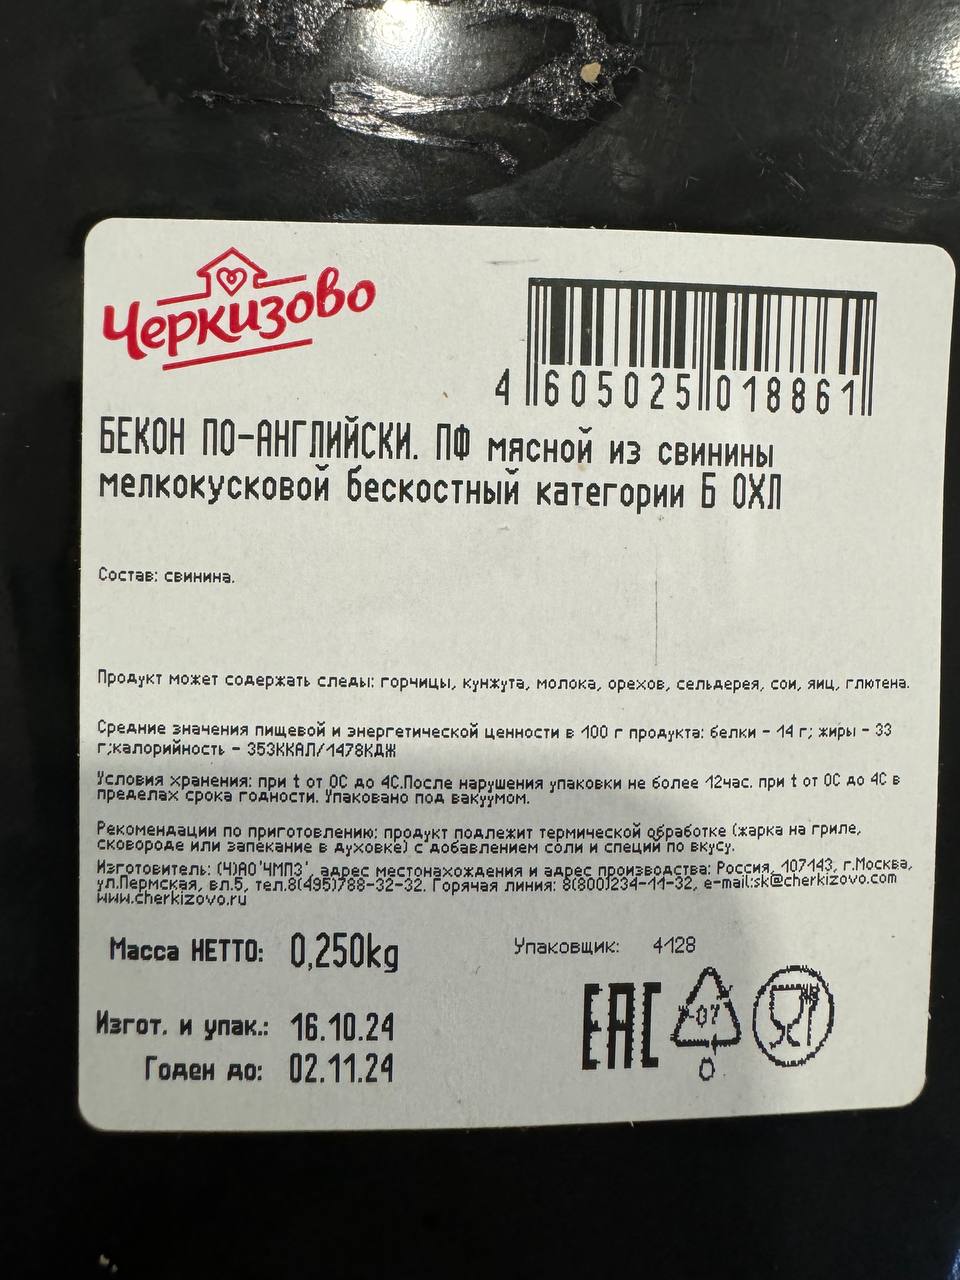 Черкизово
4 605025 018861
БЕКОН ПО-АНГЛИЙСКИ. ПФ мясной из свинины
мелкокусковой бескостный категории Б ОХЛ
Состав: свинина.
Продукт может содержать следы: горчицы, кунжута, молока, орехов, сельдерея, сои, яиц, глютена.
Средние значения пищевой и энергетической ценности в 100 г продукта: белки - 14 г; жиры - 33
г;калорийность - 353ККАЛ/1478КДЖ
Условия хранения: при t от 0С до 4С.После нарушения упаковки не более 12час. при t от 0С до 4С в
пределах срока годности. Упаковано под вакуумом.
Рекомендации по приготовлению: продукт подлежит термической обработке (жарка на гриле,
сковороде или запекание в духовке) с добавлением соли и специй по вкусу.
Изготовитель: (Ч)АО'ЧМПЗ', адрес местонахождения и адрес производства: Россия, 107143, г.Москва,
ул.Пермская, вл.5, тел.8(495)788-32-32. Горячая линия: 8(800)234-11-32, e-mail:sk@cherkizovo.com
www.cherkizovo.ru
Масса НЕТТО: 0,250kg
Упаковщик: 4128
Изгот. и упак.: 16.10.24
Годен до: 02.11.24
EAC
07
0